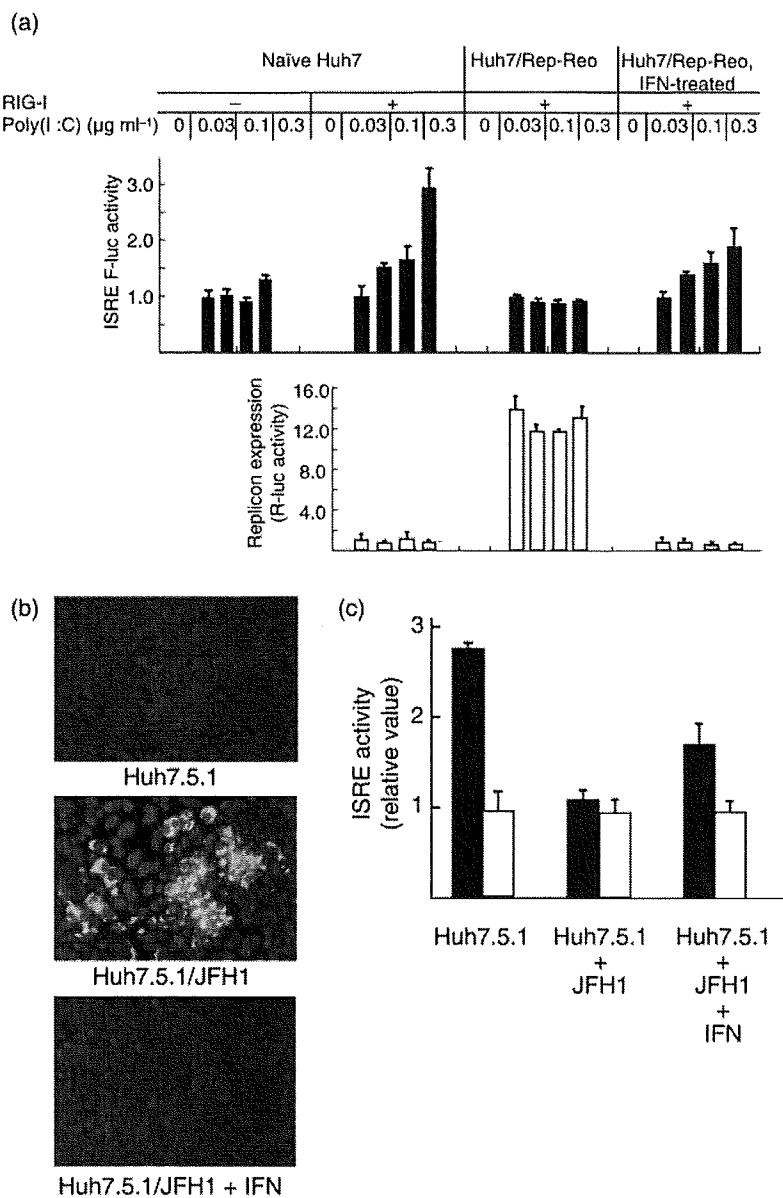 (a)
Naïve Huh7 Huh7/Rep-Reo Huh7/Rep-Reo,
IFN-treated
RIG-I − + + +
Poly(I:C) (µg ml⁻¹) 0 0.03 0.1 0.3 0 0.03 0.1 0.3 0 0.03 0.1 0.3 0 0.03 0.1 0.3
ISRE F-luc activity
3.0
2.0
1.0
Replicon expression
(R-luc activity)
16.0
12.0
8.0
4.0
(b)
Huh7.5.1
Huh7.5.1/JFH1
Huh7.5.1/JFH1 + IFN
(c)
ISRE activity
(relative value)
3
2
1
Huh7.5.1 Huh7.5.1 Huh7.5.1
+ +
JFH1 JFH1
+
IFN